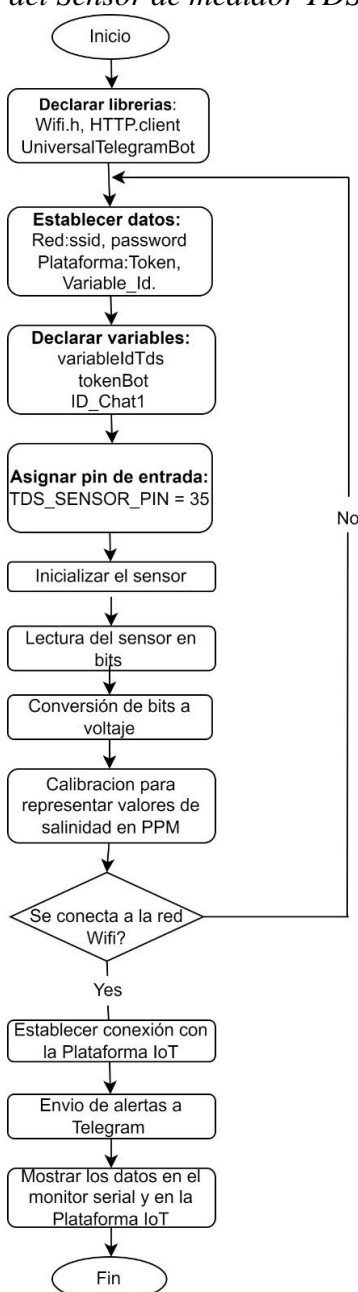 del Sensor de medidor TDS
Inicio
Declarar librerias:
Wifi.h, HTTP.client
UniversalTelegramBot
Establecer datos:
Red:ssid, password
Plataforma:Token,
Variable_Id.
Declarar variables:
variableIdTds
tokenBot
ID_Chat1
Asignar pin de entrada:
TDS_SENSOR_PIN = 35
No
Inicializar el sensor
Lectura del sensor en
bits
Conversión de bits a
voltaje
Calibracion para
representar valores de
salinidad en PPM
Se conecta a la red
Wifi?
Yes
Establecer conexión con
la Plataforma IoT
Envio de alertas a
Telegram
Mostrar los datos en el
monitor serial y en la
Plataforma IoT
Fin